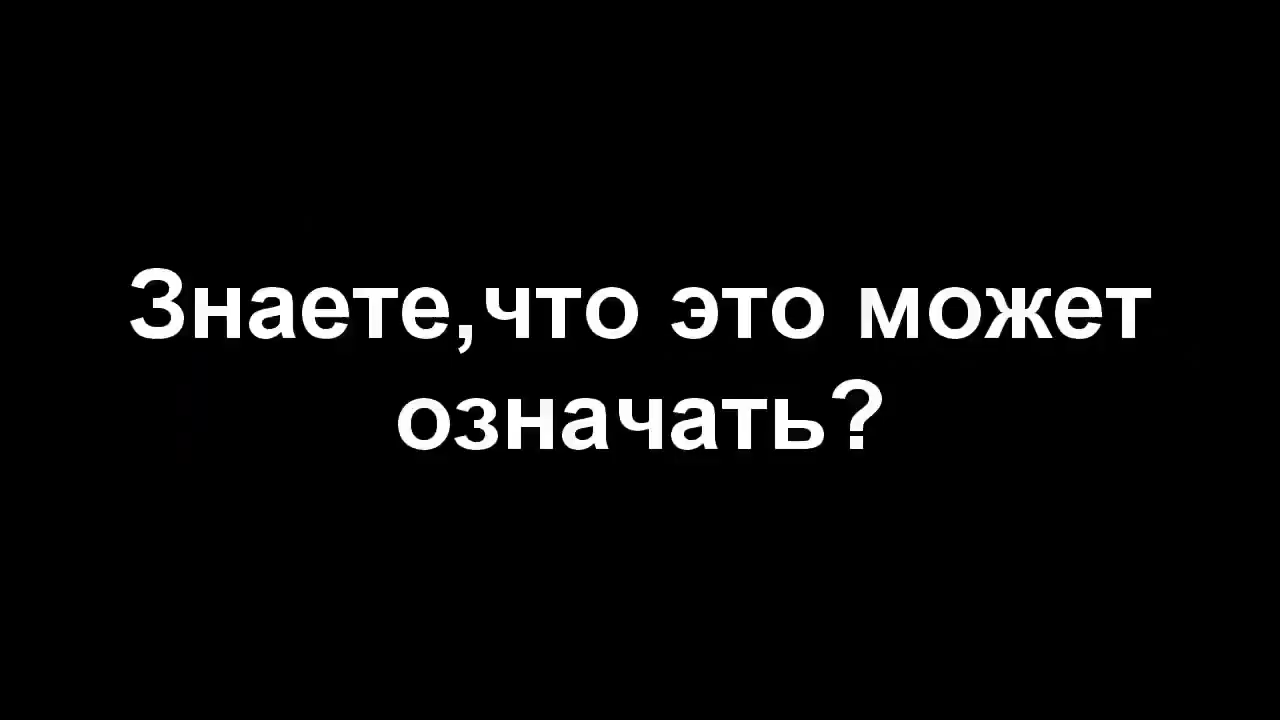 Знаете,что это может
означать?